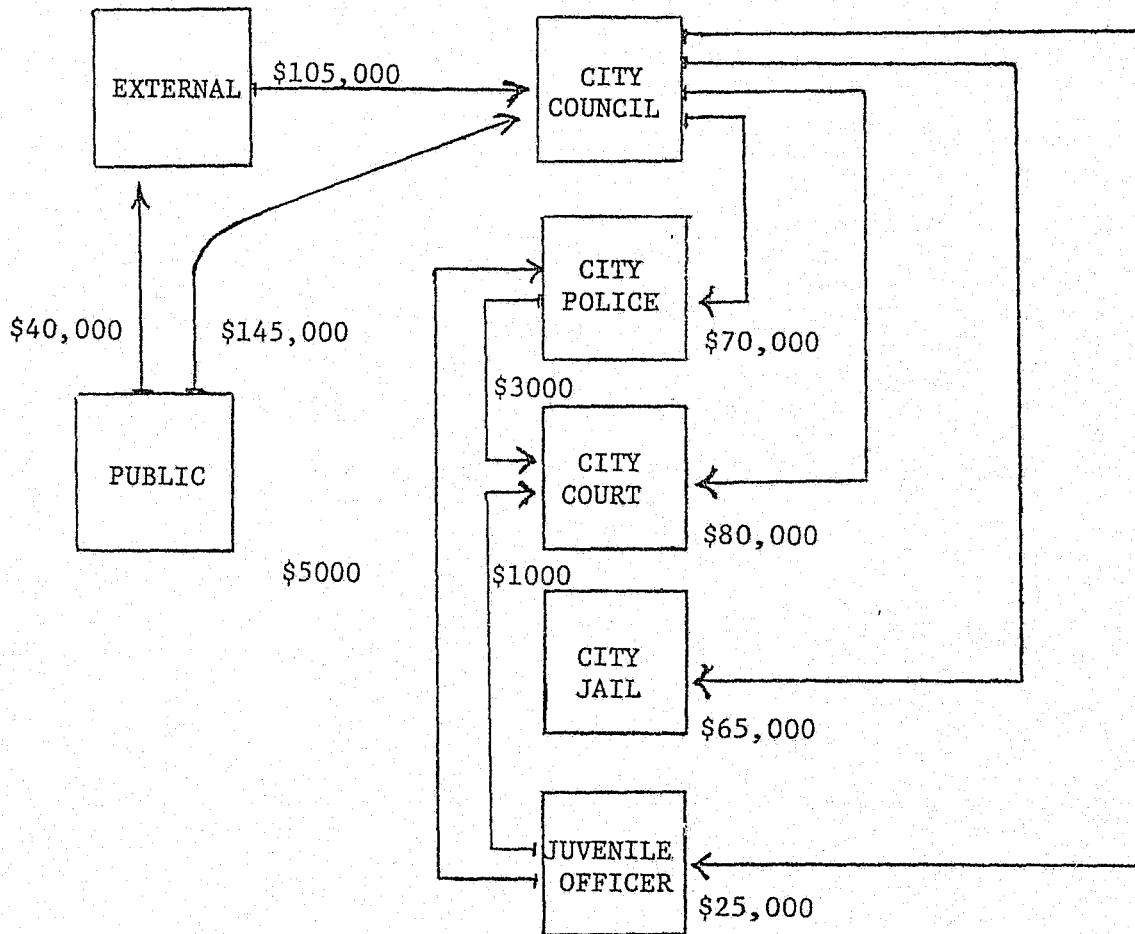 EXTERNAL
$105,000
CITY
COUNCIL
CITY
POLICE
$40,000
$145,000
$70,000
$3000
PUBLIC
CITY
COURT
$80,000
$5000
$1000
CITY
JAIL
$65,000
JUVENILE
OFFICER
$25,000